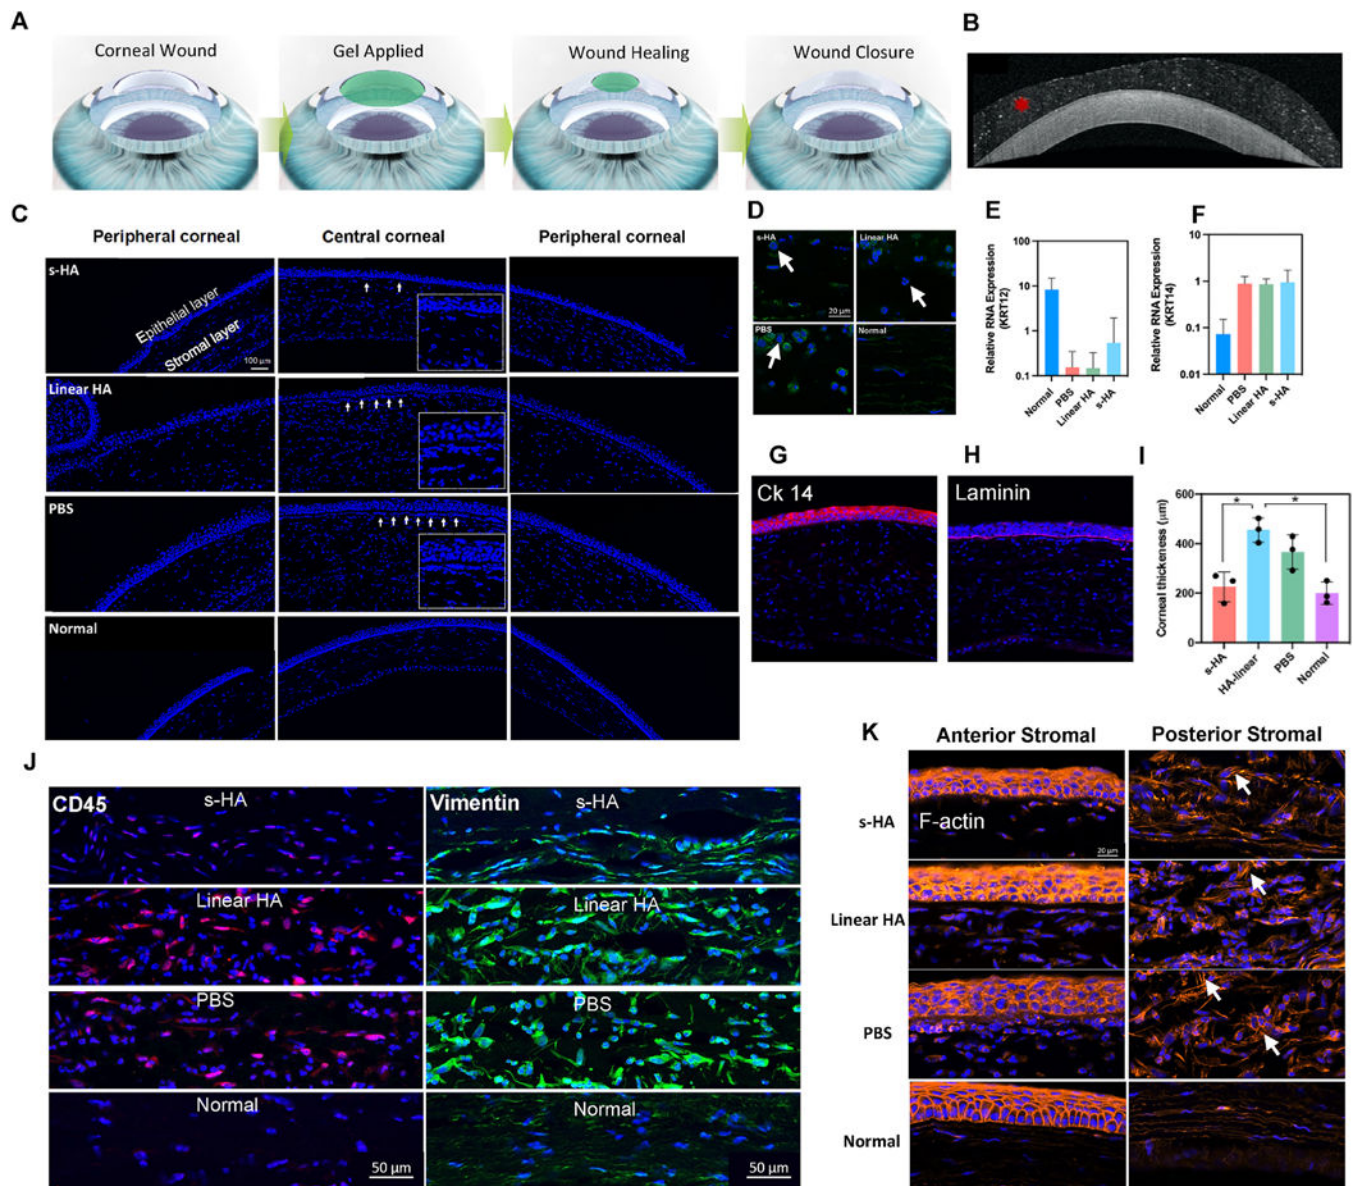 A
Corneal Wound
Gel Applied
Wound Healing
Wound Closure
B
C
Peripheral corneal
Central corneal
Peripheral corneal
s-HA
Epithelial layer
Stromal layer
100 µm
Linear HA
PBS
Normal
D
s-HA
Linear HA
20 µm
PBS
Normal
E
Relative RNA Expression
(KRT12)
100
10
1
0.1
Normal
PBS
Linear HA
s-HA
F
Relative RNA Expression
(KRT14)
10
1
0.1
0.01
Normal
PBS
Linear HA
s-HA
G
Ck 14
H
Laminin
I
Corneal thickeness (µm)
600
400
200
0
*
*
s-HA
HA-linear
PBS
Normal
J
CD45
s-HA
Linear HA
PBS
Normal
50 µm
Vimentin
s-HA
Linear HA
PBS
Normal
50 µm
K
Anterior Stromal
Posterior Stromal
s-HA
F-actin
20 µm
Linear HA
PBS
Normal